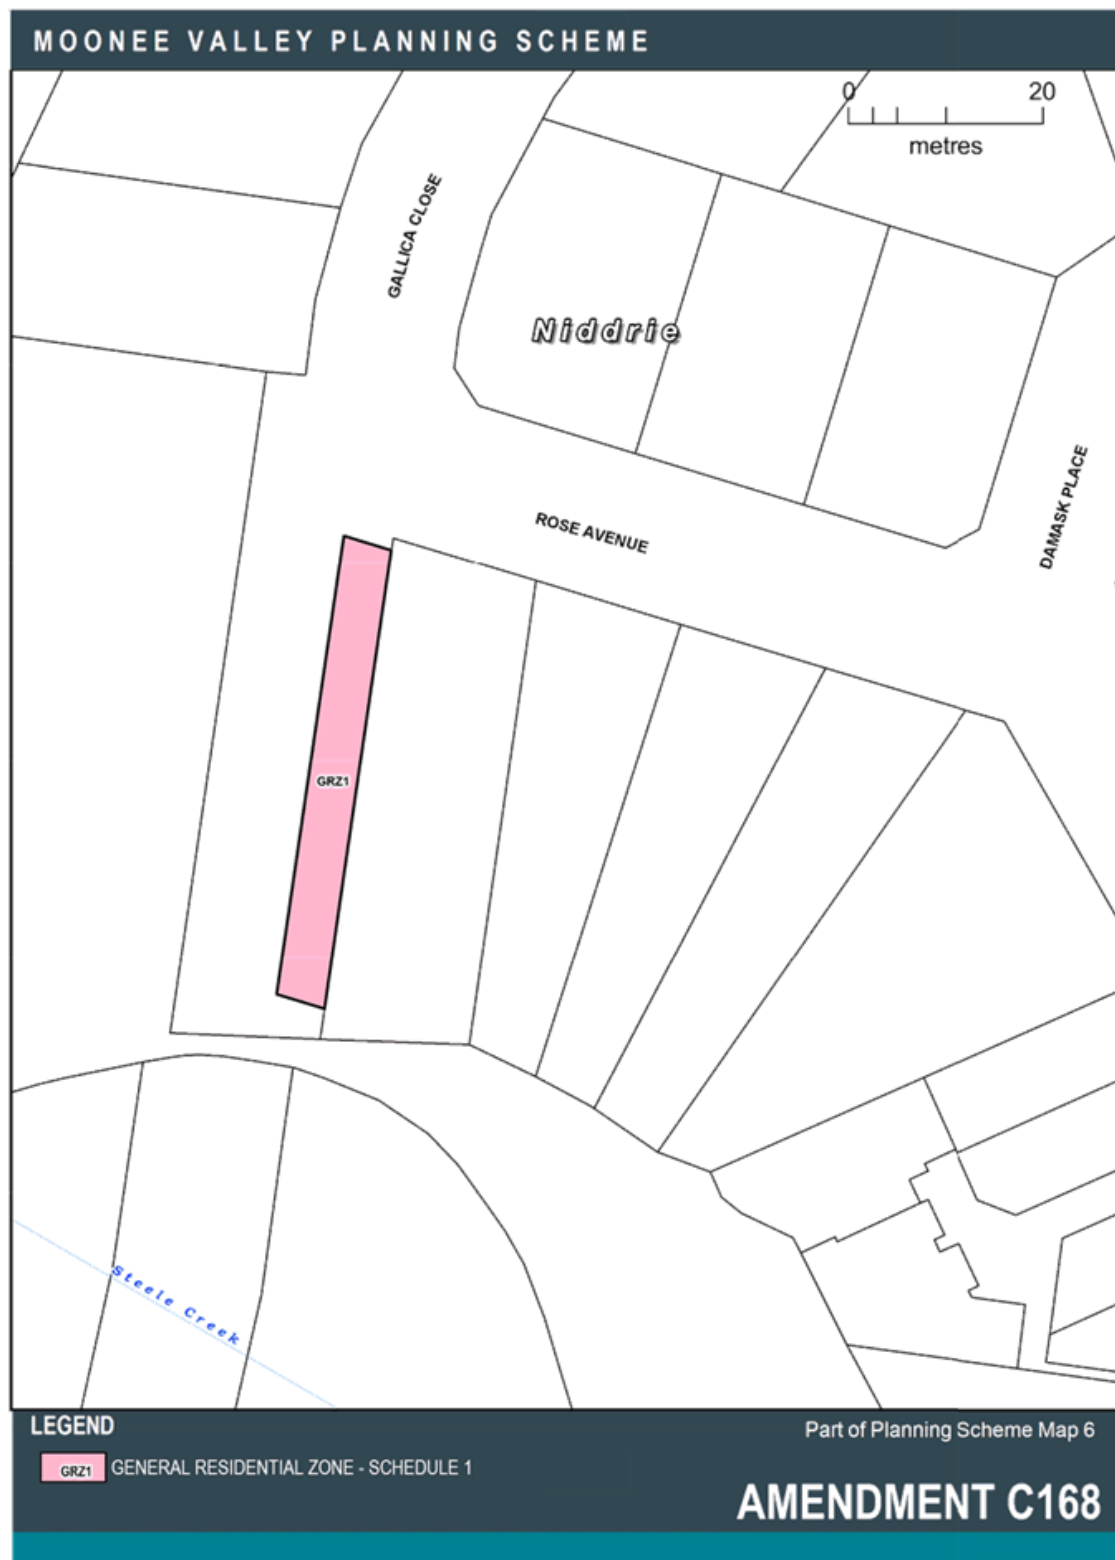 MOONEE VALLEY PLANNING SCHEME
0 20
metres
GALLICA CLOSE
Niddrie
ROSE AVENUE
DAMASK PLACE
GRZ1
Steele Creek
LEGEND
Part of Planning Scheme Map 6
GRZ1 GENERAL RESIDENTIAL ZONE - SCHEDULE 1
AMENDMENT C168